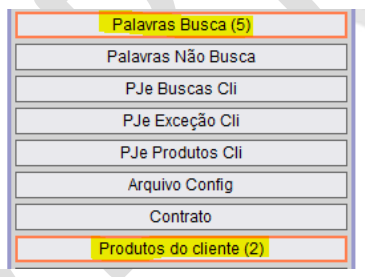 Palavras Busca (5)
Palavras Não Busca
PJe Buscas Cli
PJe Exceção Cli
PJe Produtos Cli
Arquivo Config
Contrato
Produtos do cliente (2)